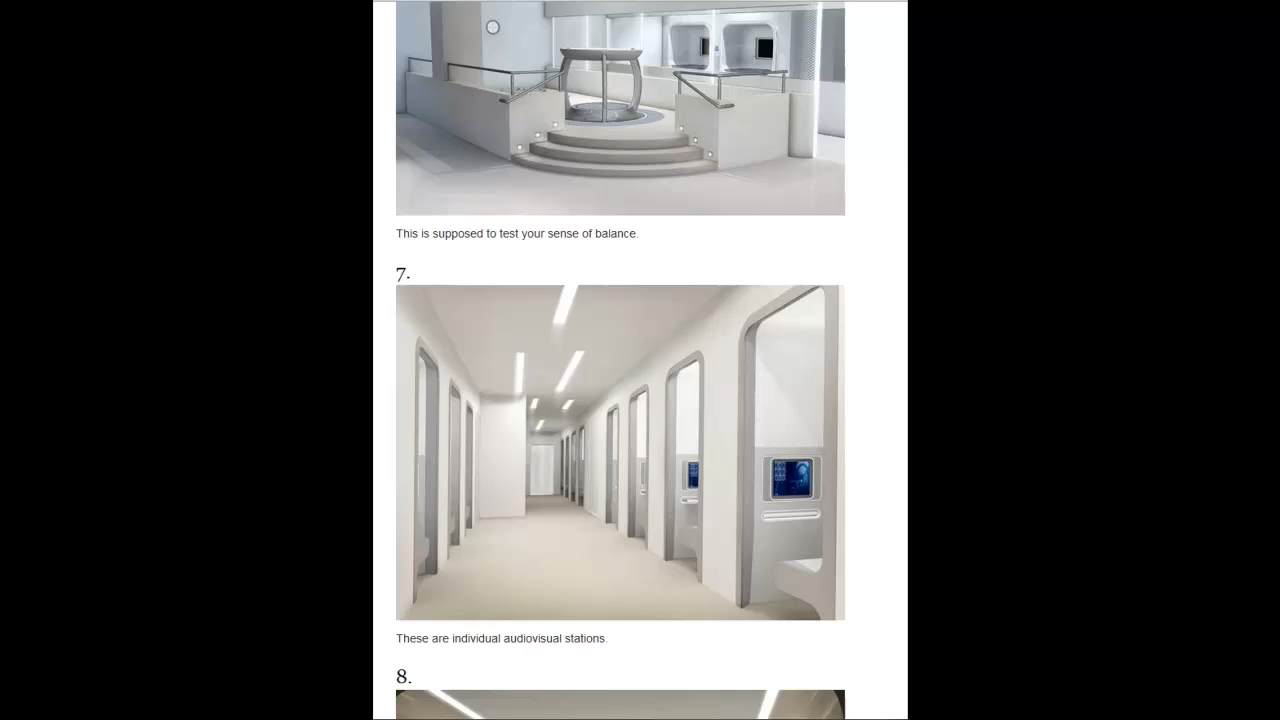 This is supposed to test your sense of balance.
7.
These are individual audiovisual stations.
8.